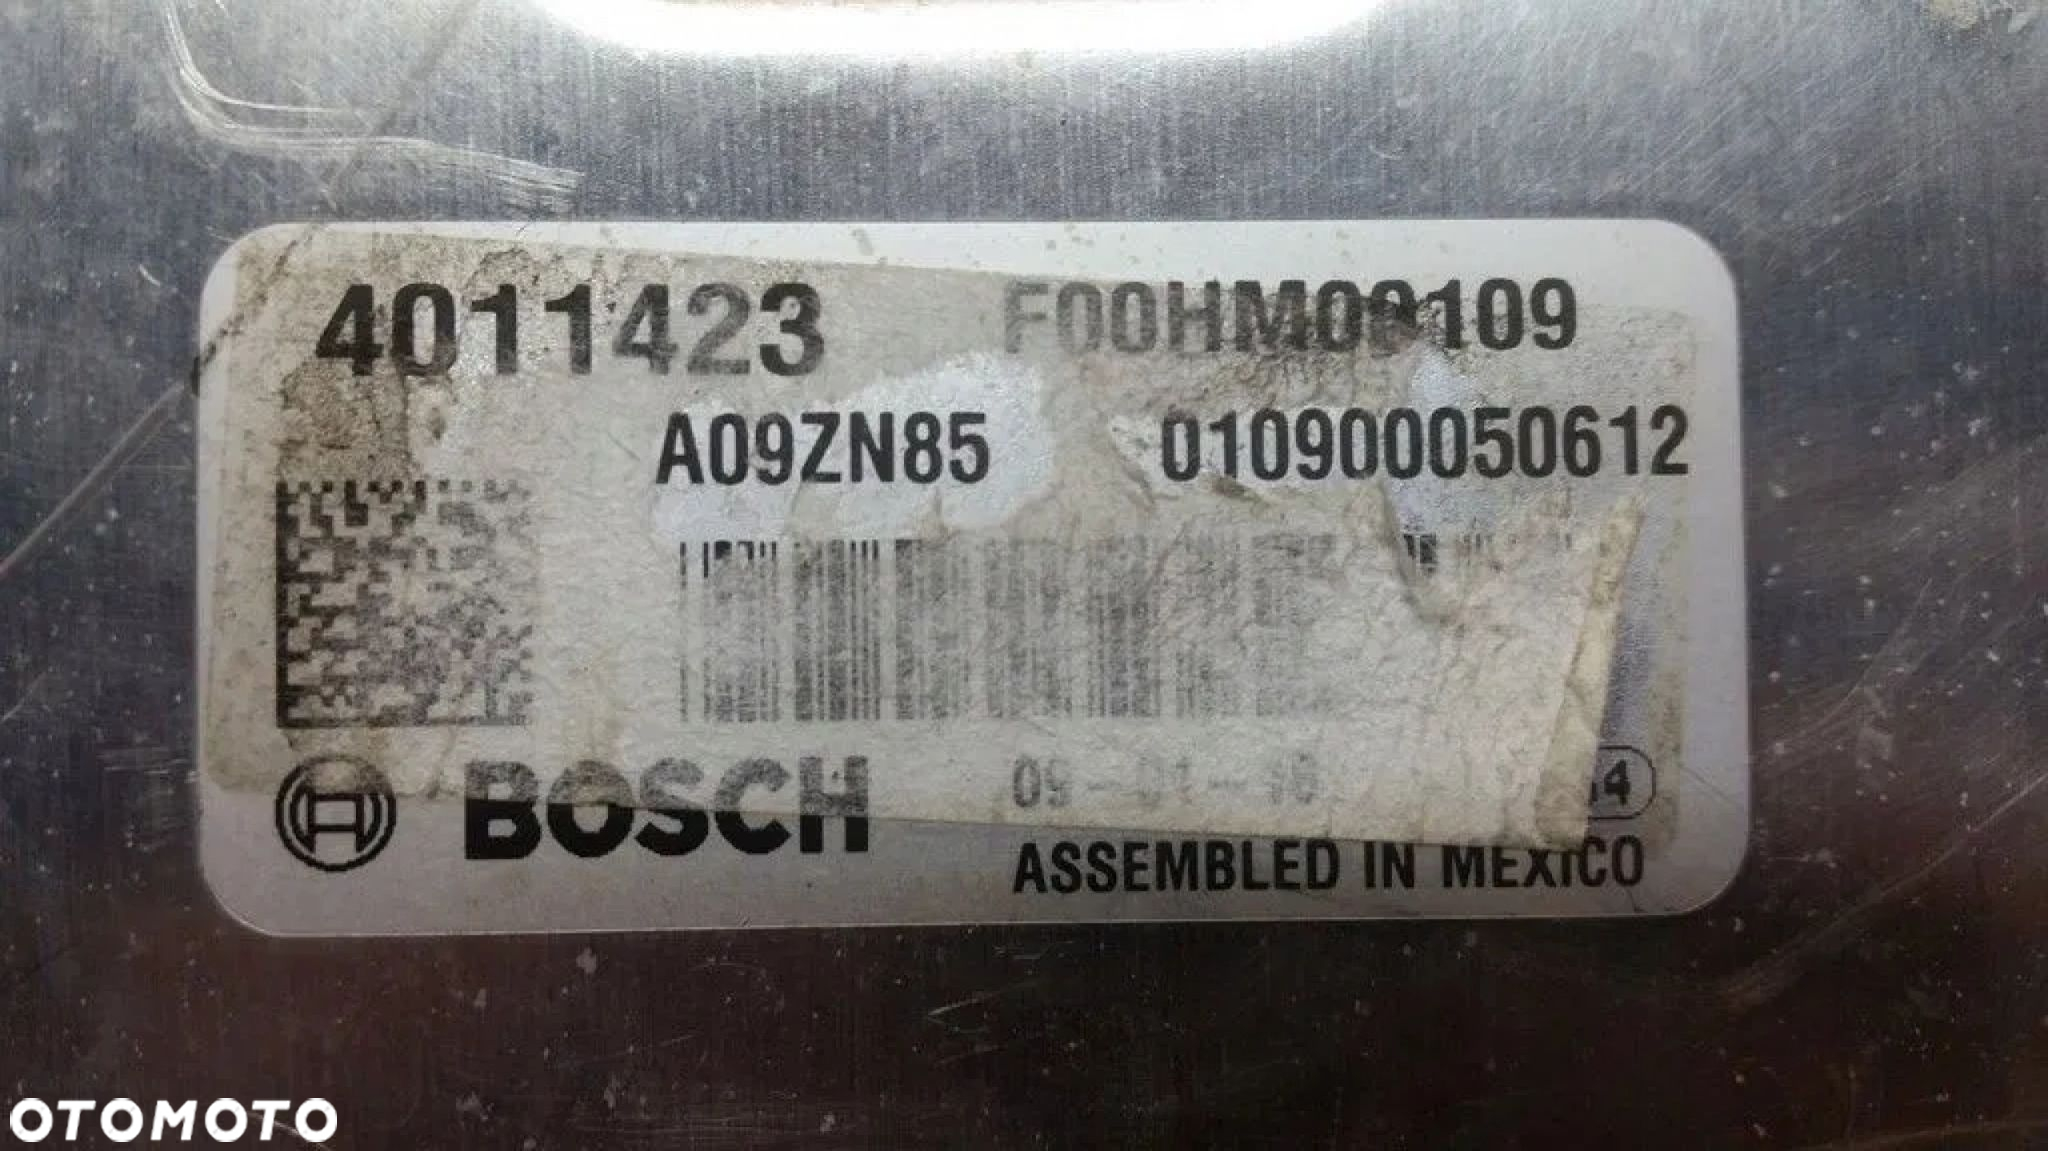 4011423 F00HM00109
A09ZN85 010900050612
BOSCH
ASSEMBLED IN MEXICO
OTOMOTO